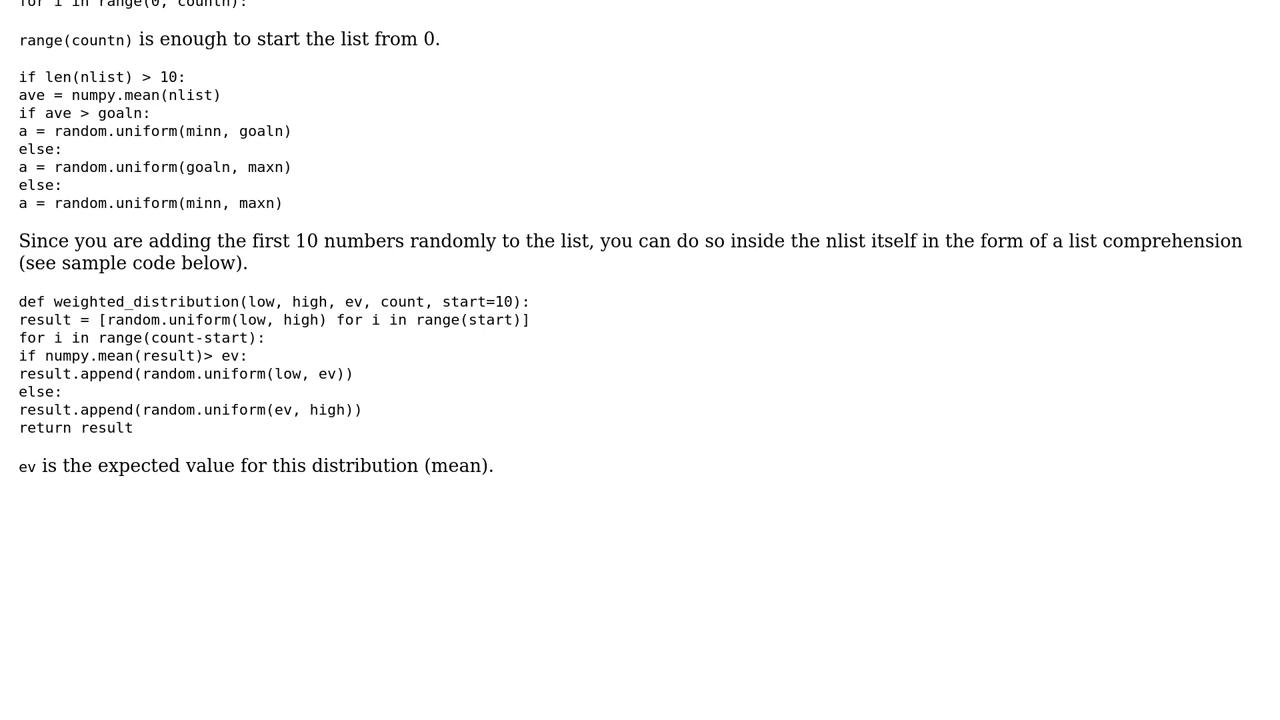 for i in range(0, countn):
range(countn) is enough to start the list from 0.
if len(nlist) > 10:
ave = numpy.mean(nlist)
if ave > goaln:
a = random.uniform(minn, goaln)
else:
a = random.uniform(goaln, maxn)
else:
a = random.uniform(minn, maxn)
Since you are adding the first 10 numbers randomly to the list, you can do so inside the nlist itself in the form of a list comprehension
(see sample code below).
def weighted_distribution(low, high, ev, count, start=10):
result = [random.uniform(low, high) for i in range(start)]
for i in range(count-start):
if numpy.mean(result)> ev:
result.append(random.uniform(low, ev))
else:
result.append(random.uniform(ev, high))
return result
ev is the expected value for this distribution (mean).